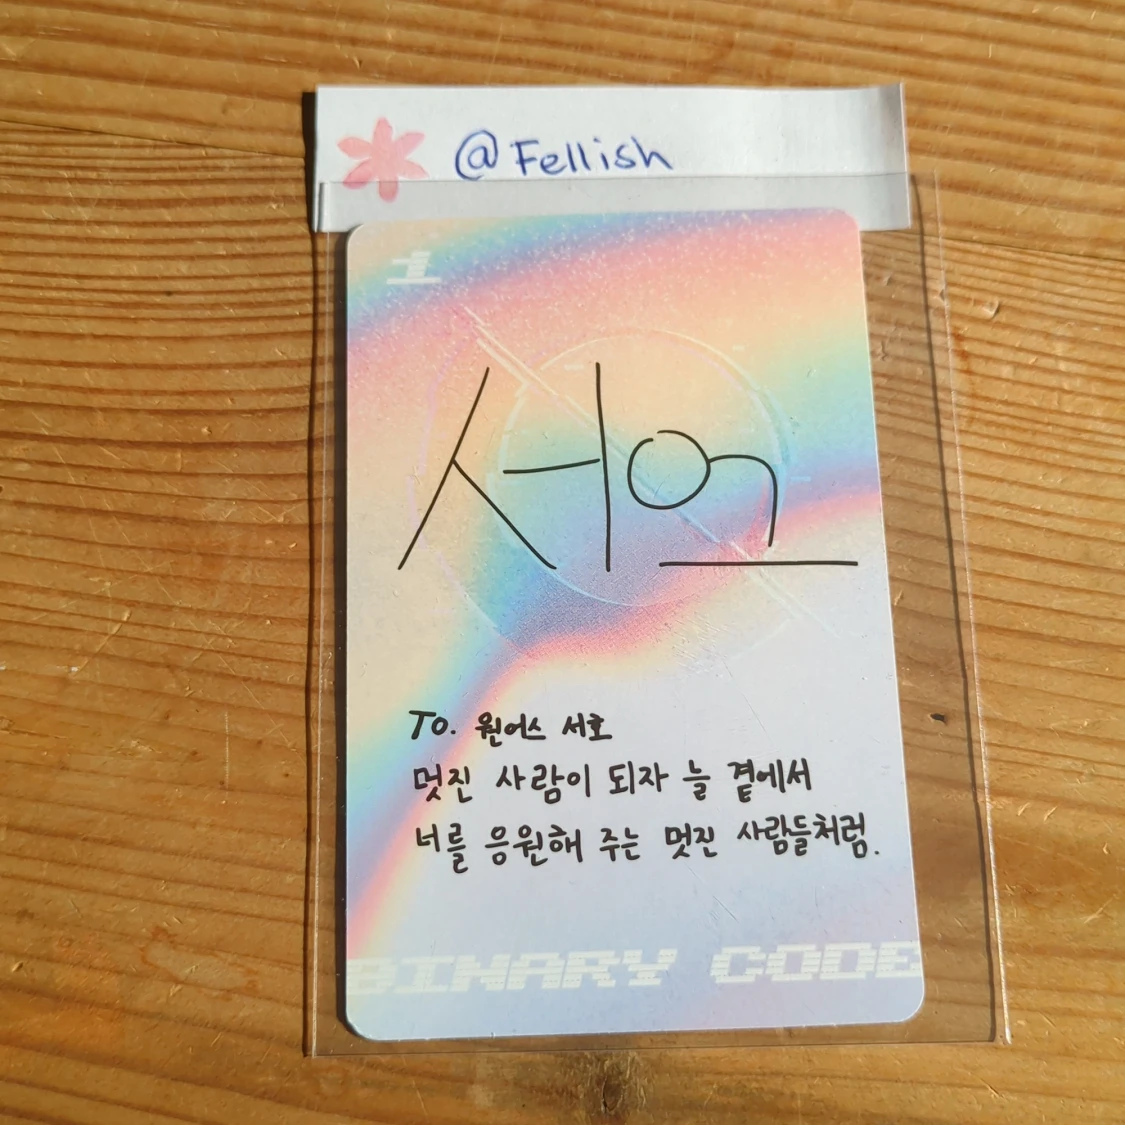 @Fellish
1
서호
To. 원어스 서호
멋진 사람이 되자 늘 곁에서
너를 응원해 주는 멋진 사람들처럼.
BINARY CODE